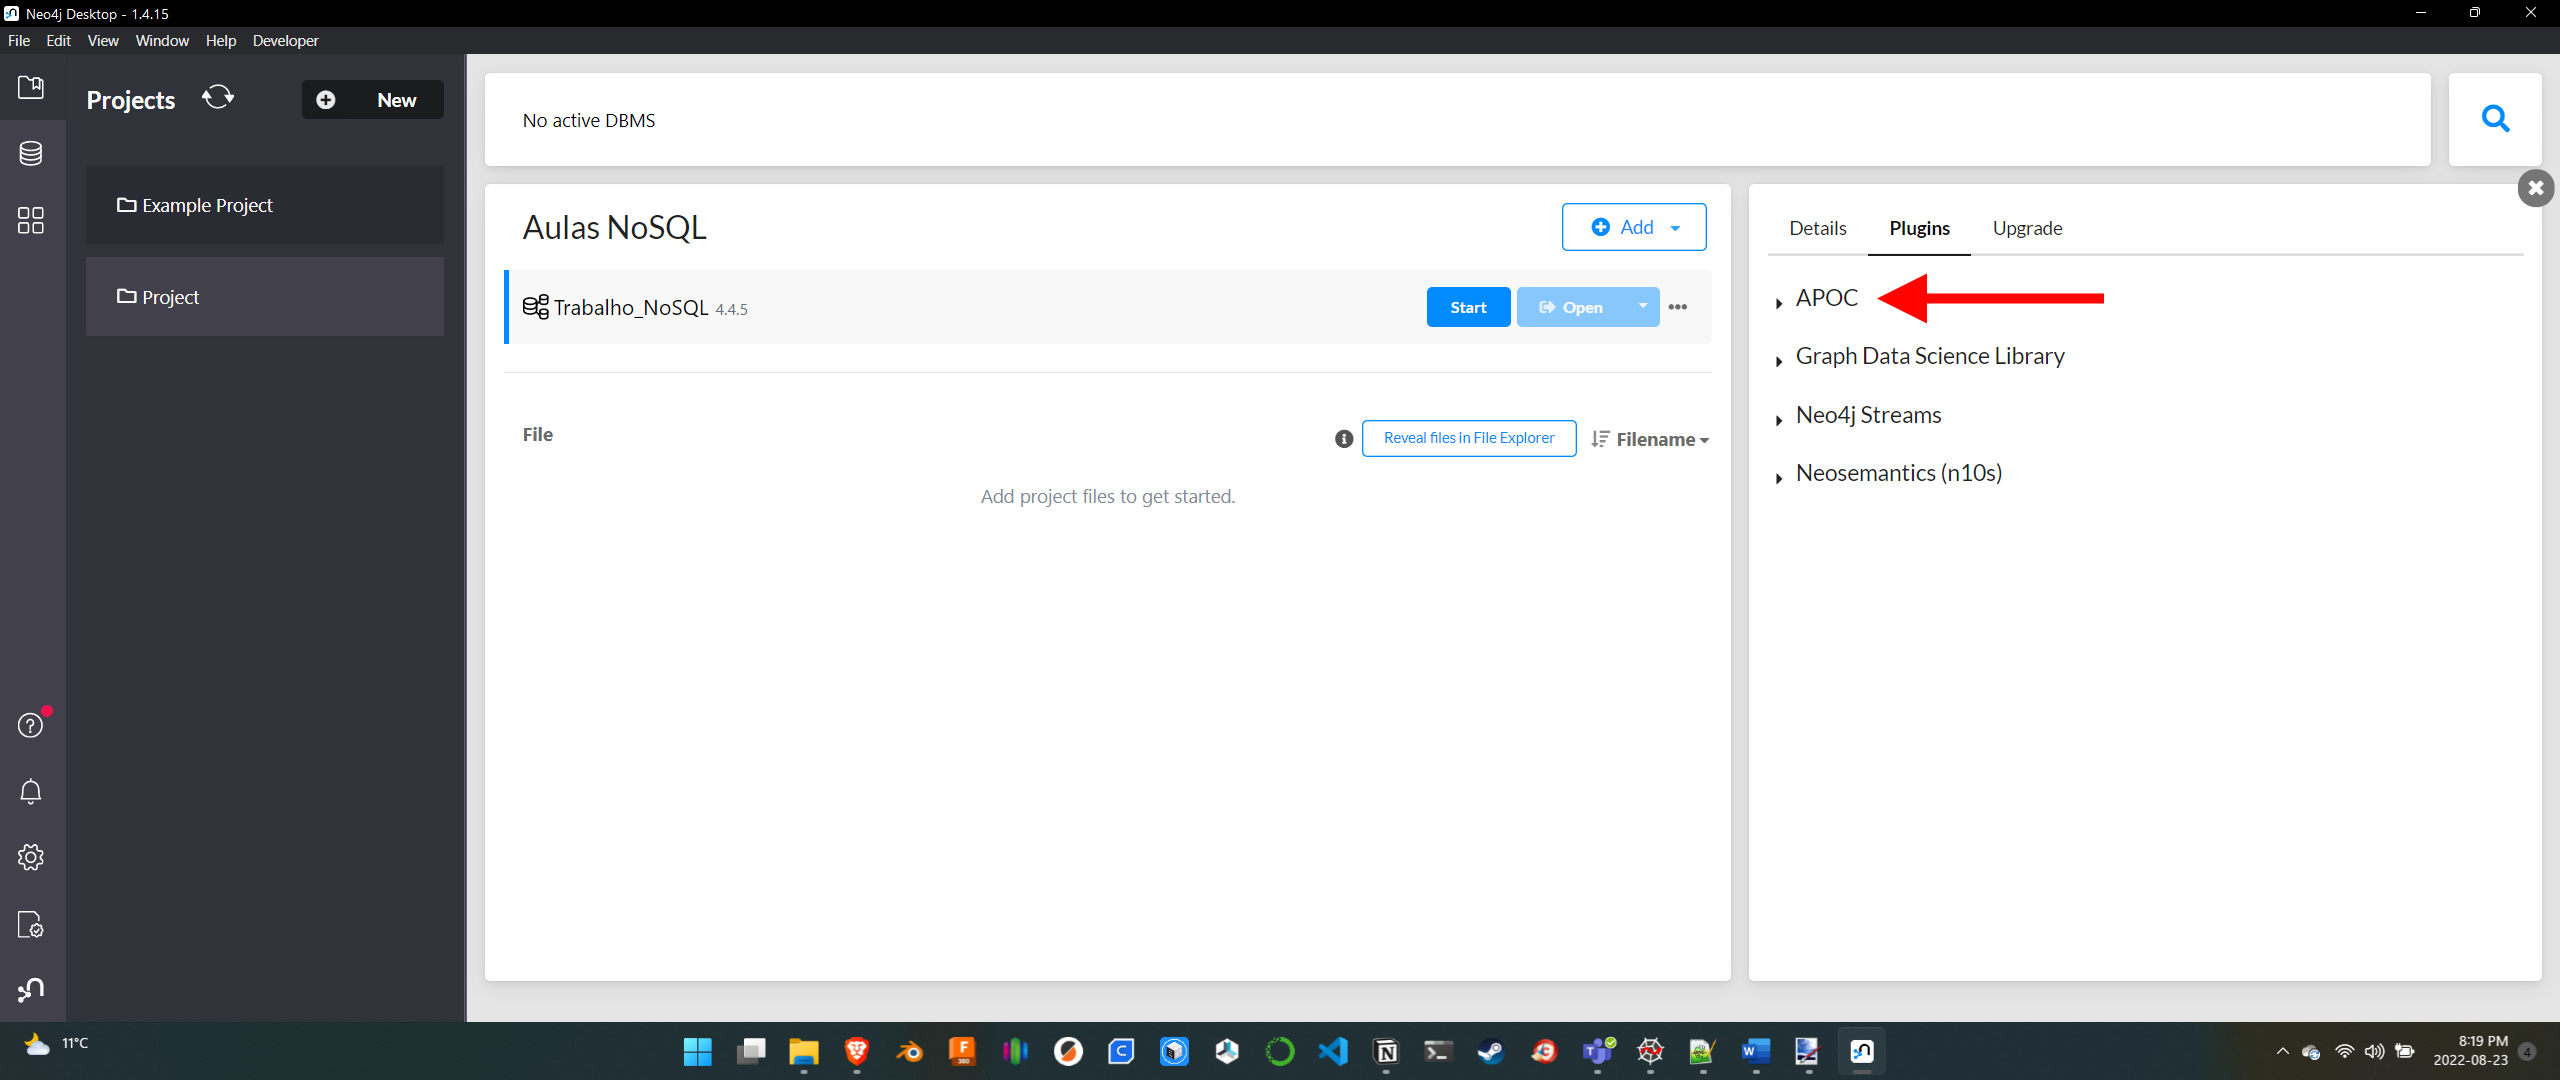 Neo4j Desktop - 1.4.15
File Edit View Window Help Developer
Projects
New
Example Project
Project
No active DBMS
Aulas NoSQL
Add
Trabalho_NoSQL 4.4.5
Start
Open
File
Reveal files in File Explorer
Filename
Add project files to get started.
Details Plugins Upgrade
APOC
Graph Data Science Library
Neo4j Streams
Neosemantics (n10s)
11°C
8:19 PM
2022-08-23
4